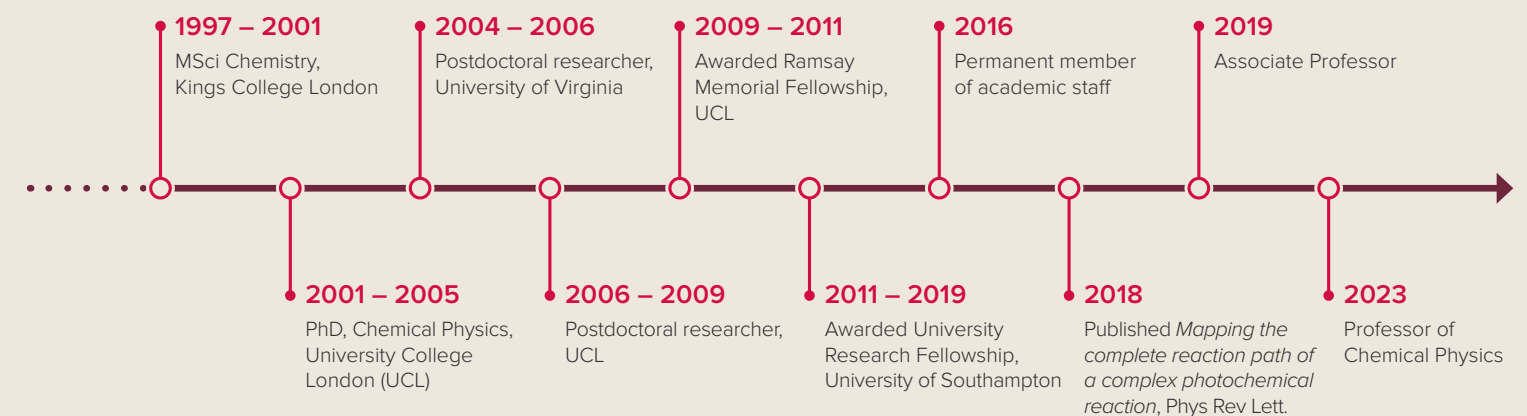 1997 – 2001
MSci Chemistry,
Kings College London
2001 – 2005
PhD, Chemical Physics,
University College
London (UCL)
2004 – 2006
Postdoctoral researcher,
University of Virginia
2006 – 2009
Postdoctoral researcher,
UCL
2009 – 2011
Awarded Ramsay
Memorial Fellowship,
UCL
2011 – 2019
Awarded University
Research Fellowship,
University of Southampton
2016
Permanent member
of academic staff
2018
Published Mapping the
complete reaction path of
a complex photochemical
reaction, Phys Rev Lett.
2019
Associate Professor
2023
Professor of
Chemical Physics